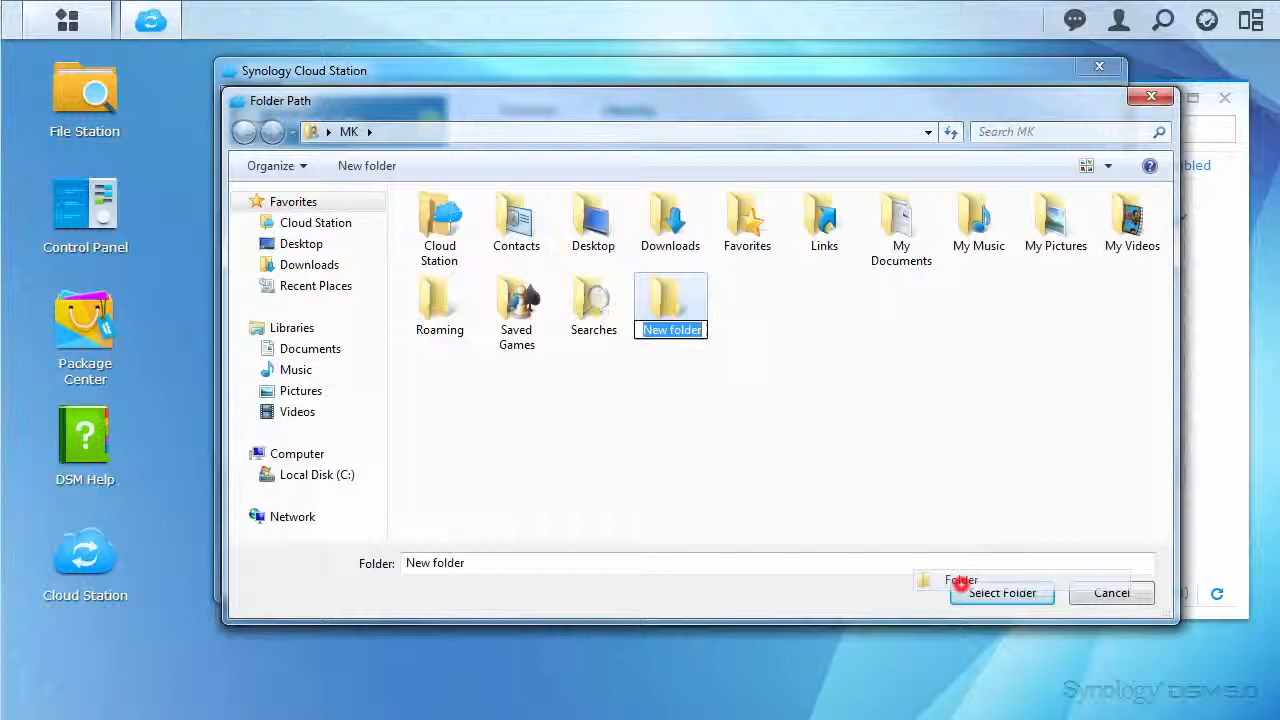 Synology Cloud Station
Folder Path
MK
Search MK
Organize
New folder
Favorites
Cloud Station
Desktop
Downloads
Recent Places
Libraries
Documents
Music
Pictures
Videos
Computer
Local Disk (C:)
Network
Cloud
Station
Contacts
Desktop
Downloads
Favorites
Links
My
Documents
My Music
My Pictures
My Videos
Roaming
Saved
Games
Searches
New folder
Folder: New folder
Folder
Select Folder
Cancel
File Station
Control Panel
Package
Center
DSM Help
Cloud Station
Synology DSM 5.0